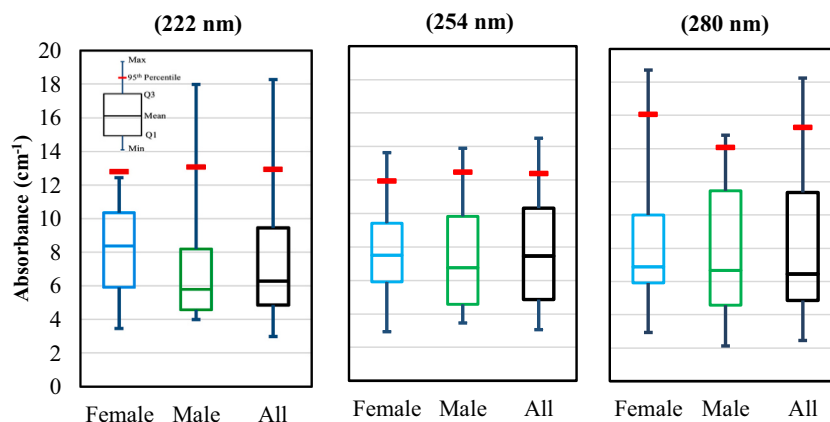 (222 nm) (254 nm) (280 nm)
Absorbance (cm⁻¹)
20
18
16
14
12
10
8
6
4
2
0
Max
95th Percentile
Q3
Mean
Q1
Min
Female Male All Female Male All Female Male All